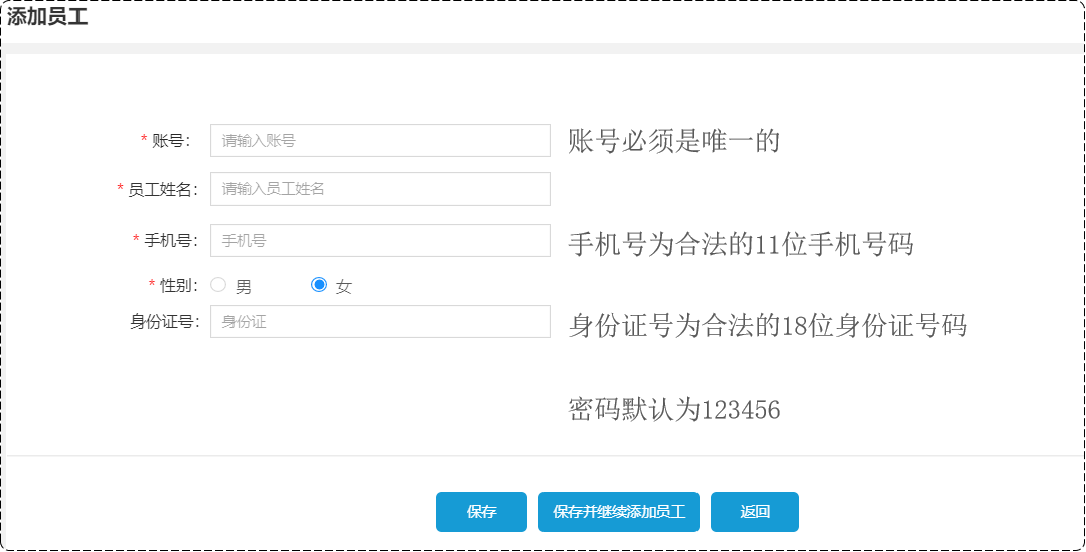 添加员工
* 账号： 请输入账号 账号必须是唯一的
* 员工姓名： 请输入员工姓名
* 手机号： 手机号 手机号为合法的11位手机号码
* 性别： 男 女
身份证号： 身份证 身份证号为合法的18位身份证号码
密码默认为123456
保存 保存并继续添加员工 返回